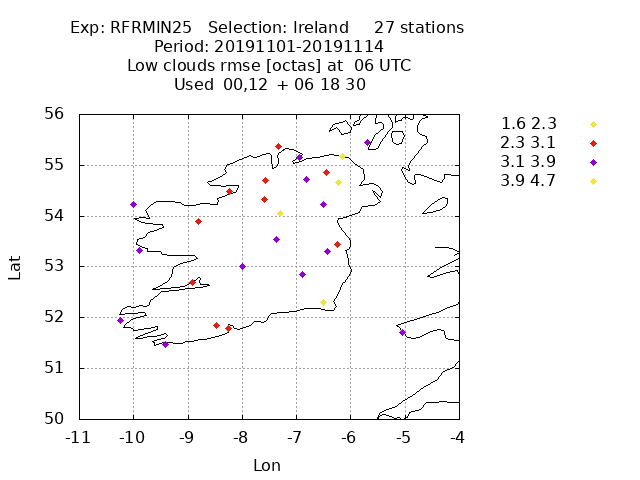 Exp: RFRMIN25   Selection: Ireland     27 stations
Period: 20191101-20191114
Low clouds rmse [octas] at  06 UTC
Used  00,12  + 06 18 30
1.6 2.3
2.3 3.1
3.1 3.9
3.9 4.7
56
55
54
53
52
51
50
Lat
-11 -10 -9 -8 -7 -6 -5 -4
Lon